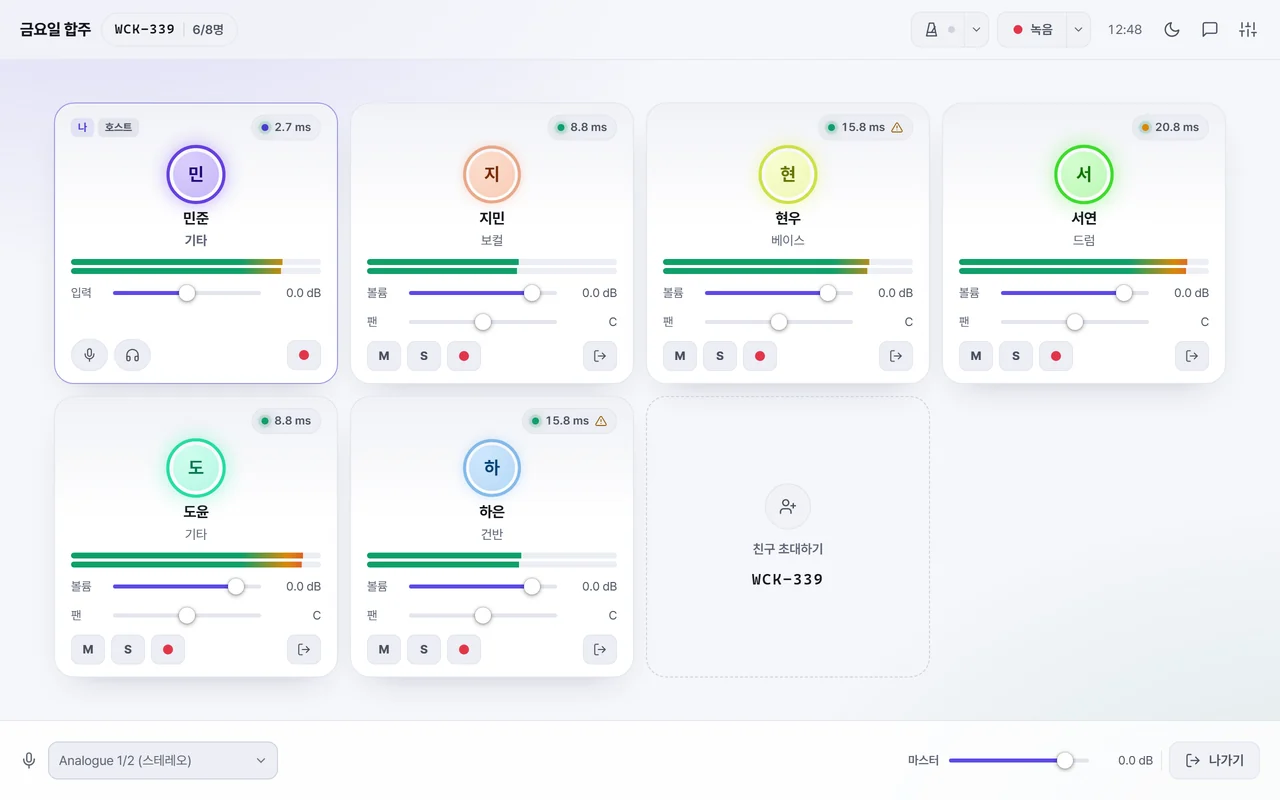 금요일 합주 WCK-339 6/8명 녹음 12:48
나 호스트 2.7 ms
민
민준
기타
입력 0.0 dB
8.8 ms
지
지민
보컬
볼륨 0.0 dB
팬 C
M S
15.8 ms
현
현우
베이스
볼륨 0.0 dB
팬 C
M S
20.8 ms
서
서연
드럼
볼륨 0.0 dB
팬 C
M S
8.8 ms
도
도윤
기타
볼륨 0.0 dB
팬 C
M S
15.8 ms
하
하은
건반
볼륨 0.0 dB
팬 C
M S
친구 초대하기
WCK-339
Analogue 1/2 (스테레오) 마스터 0.0 dB 나가기